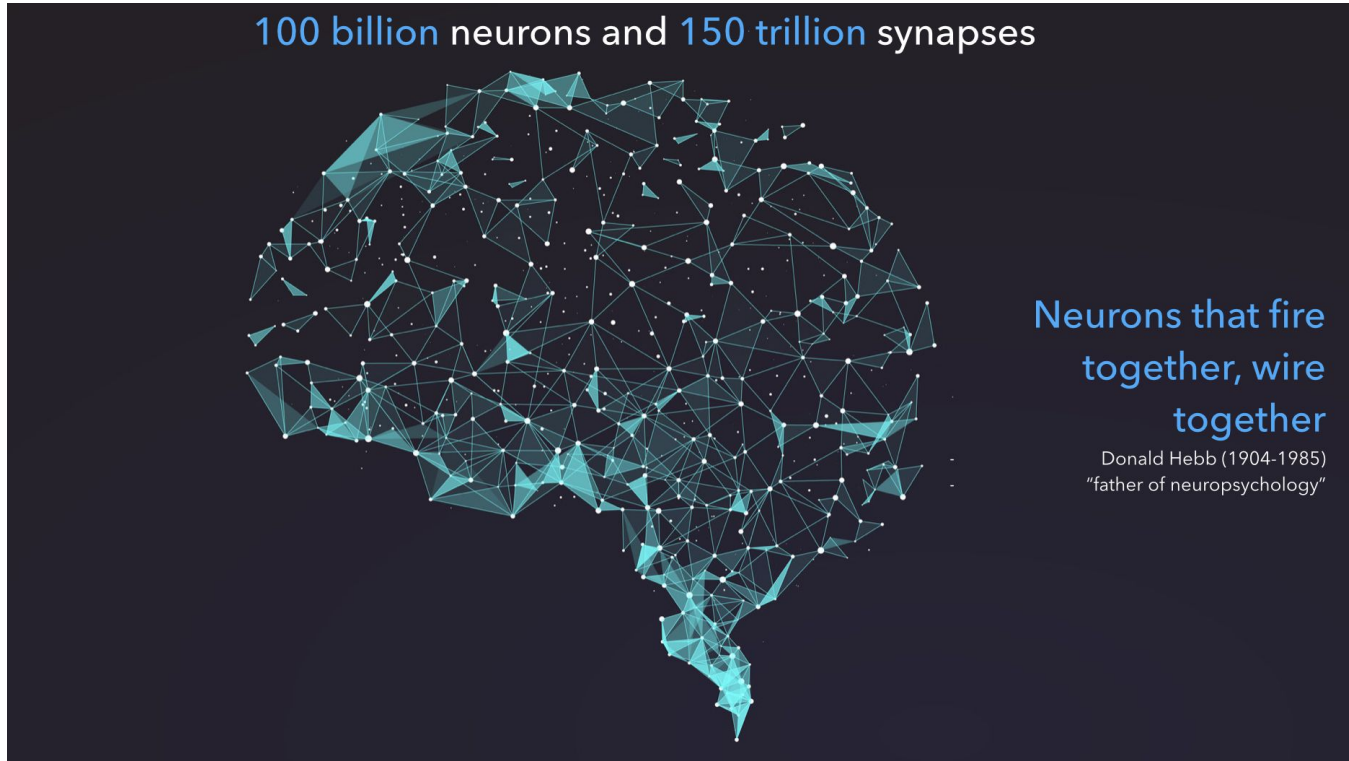 100 billion neurons and 150 trillion synapses
Neurons that fire
together, wire
together
Donald Hebb (1904-1985)
“father of neuropsychology”